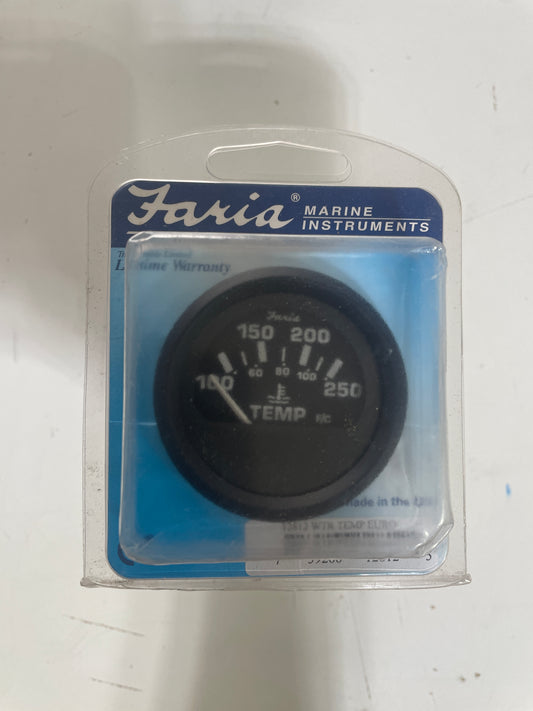 Faria®
MARINE
INSTRUMENTS
Lifetime Warranty
Faria
150 200
100 60 80 100 250
TEMP F/C
made in the
12812 WTR TEMP EURO